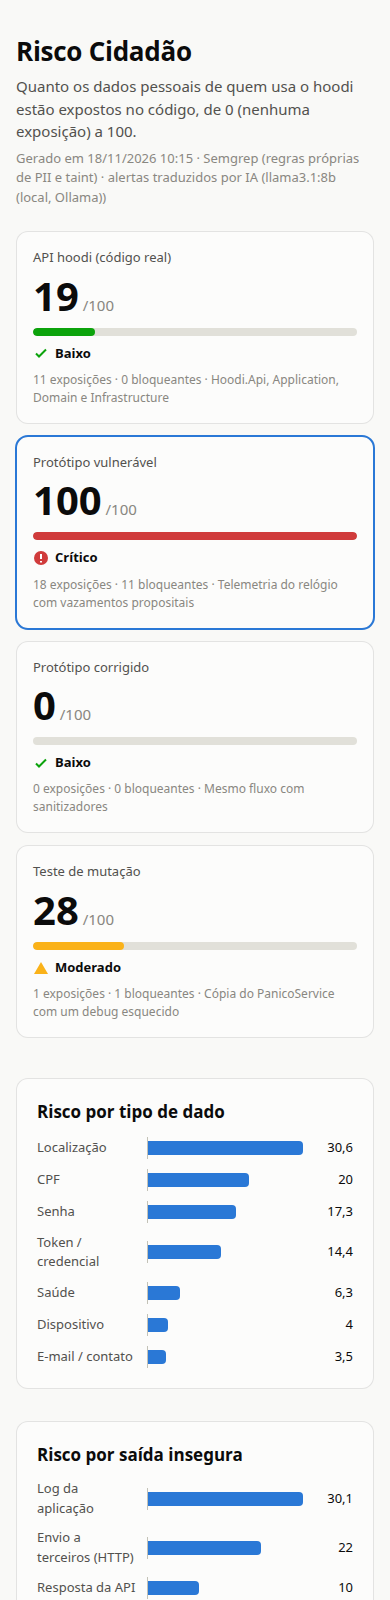 Risco Cidadão
Quanto os dados pessoais de quem usa o hoodi
estão expostos no código, de 0 (nenhuma
exposição) a 100.
Gerado em 18/11/2026 10:15 · Semgrep (regras próprias
de PII e taint) · alertas traduzidos por IA (llama3.1:8b
(local, Ollama))
API hoodi (código real)
19 /100
Baixo
11 exposições · 0 bloqueantes · Hoodi.Api, Application,
Domain e Infrastructure
Protótipo vulnerável
100 /100
Crítico
18 exposições · 11 bloqueantes · Telemetria do relógio
com vazamentos propositais
Protótipo corrigido
0 /100
Baixo
0 exposições · 0 bloqueantes · Mesmo fluxo com
sanitizadores
Teste de mutação
28 /100
Moderado
1 exposições · 1 bloqueantes · Cópia do PanicoService
com um debug esquecido
Risco por tipo de dado
Localização 30,6
CPF 20
Senha 17,3
Token /
credencial 14,4
Saúde 6,3
Dispositivo 4
E-mail / contato 3,5
Risco por saída insegura
Log da
aplicação 30,1
Envio a
terceiros (HTTP) 22
Resposta da API 10